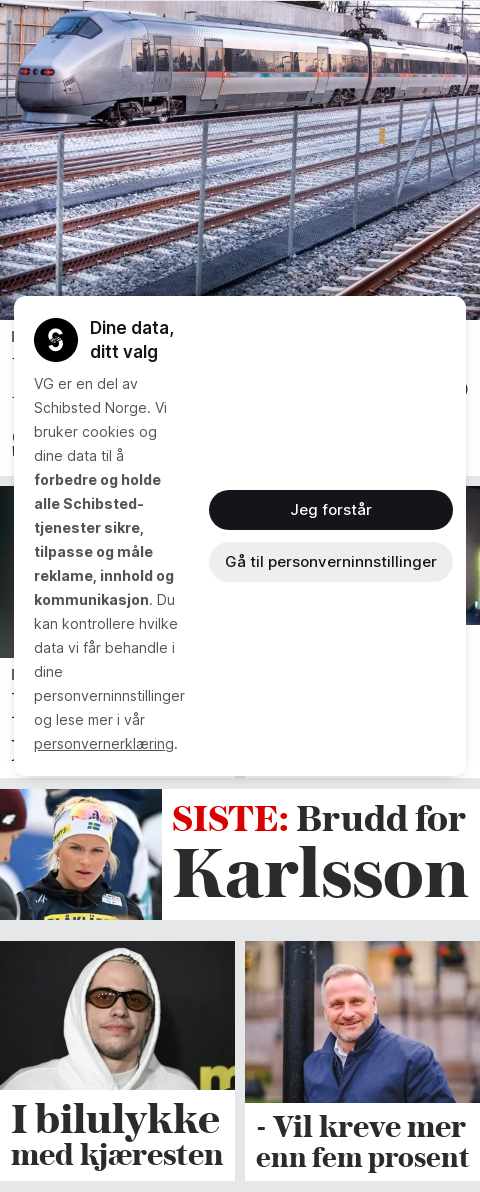 Dine data,
ditt valg
VG er en del av
Schibsted Norge. Vi
bruker cookies og
dine data til å
forbedre og holde
alle Schibsted-
tjenester sikre,
tilpasse og måle
reklame, innhold og
kommunikasjon. Du
kan kontrollere hvilke
data vi får behandle i
dine
personverninnstillinger
og lese mer i vår
personvernerklæring.
Jeg forstår
Gå til personverninnstillinger
SISTE: Brudd for
Karlsson
I bilulykke
med kjæresten
- Vil kreve mer
enn fem prosent